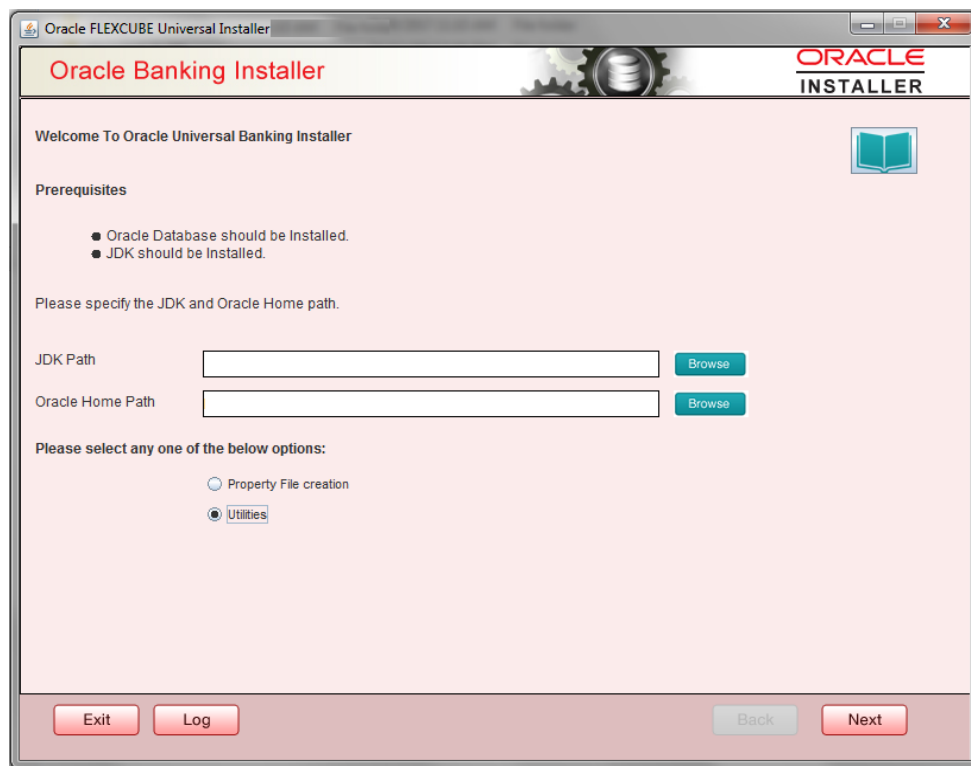 Oracle FLEXCUBE Universal Installer
Oracle Banking Installer
ORACLE
INSTALLER
Welcome To Oracle Universal Banking Installer
Prerequisites
Oracle Database should be Installed.
JDK should be Installed.
Please specify the JDK and Oracle Home path.
JDK Path
Browse
Oracle Home Path
Browse
Please select any one of the below options:
Property File creation
Utilities
Exit
Log
Back
Next